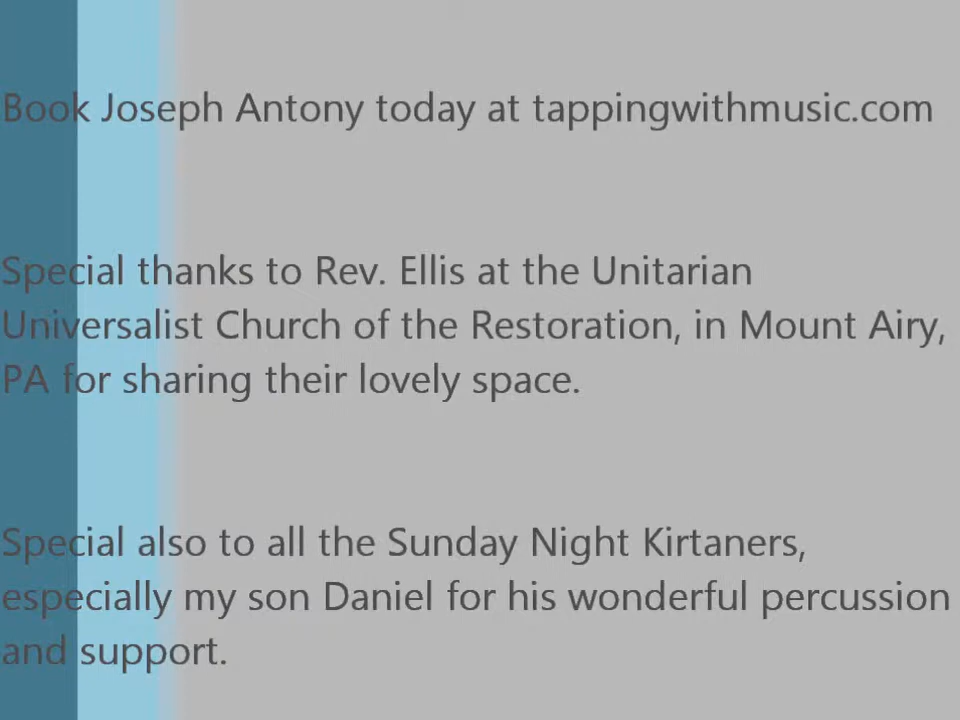 Book Joseph Antony today at tappingwithmusic.com
Special thanks to Rev. Ellis at the Unitarian
Universalist Church of the Restoration, in Mount Airy,
PA for sharing their lovely space.
Special also to all the Sunday Night Kirtaners,
especially my son Daniel for his wonderful percussion
and support.